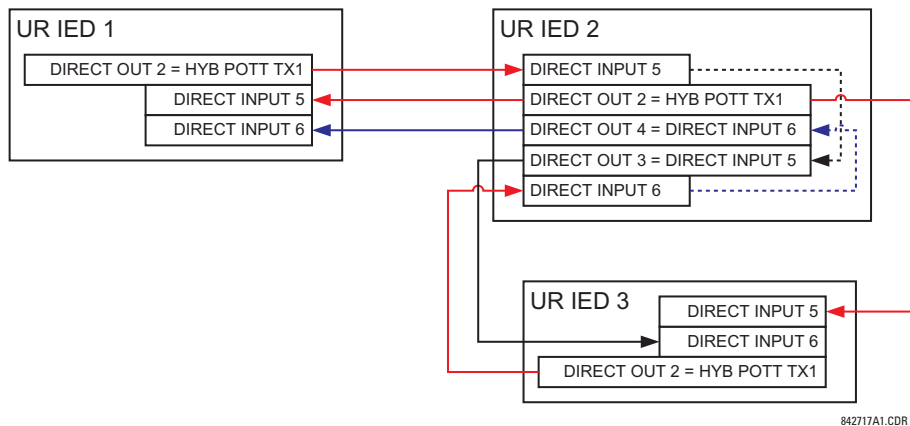 UR IED 1
DIRECT OUT 2 = HYB POTT TX1
DIRECT INPUT 5
DIRECT INPUT 6
UR IED 2
DIRECT INPUT 5
DIRECT OUT 2 = HYB POTT TX1
DIRECT OUT 4 = DIRECT INPUT 6
DIRECT OUT 3 = DIRECT INPUT 5
DIRECT INPUT 6
UR IED 3
DIRECT INPUT 5
DIRECT INPUT 6
DIRECT OUT 2 = HYB POTT TX1
842717A1.CDR